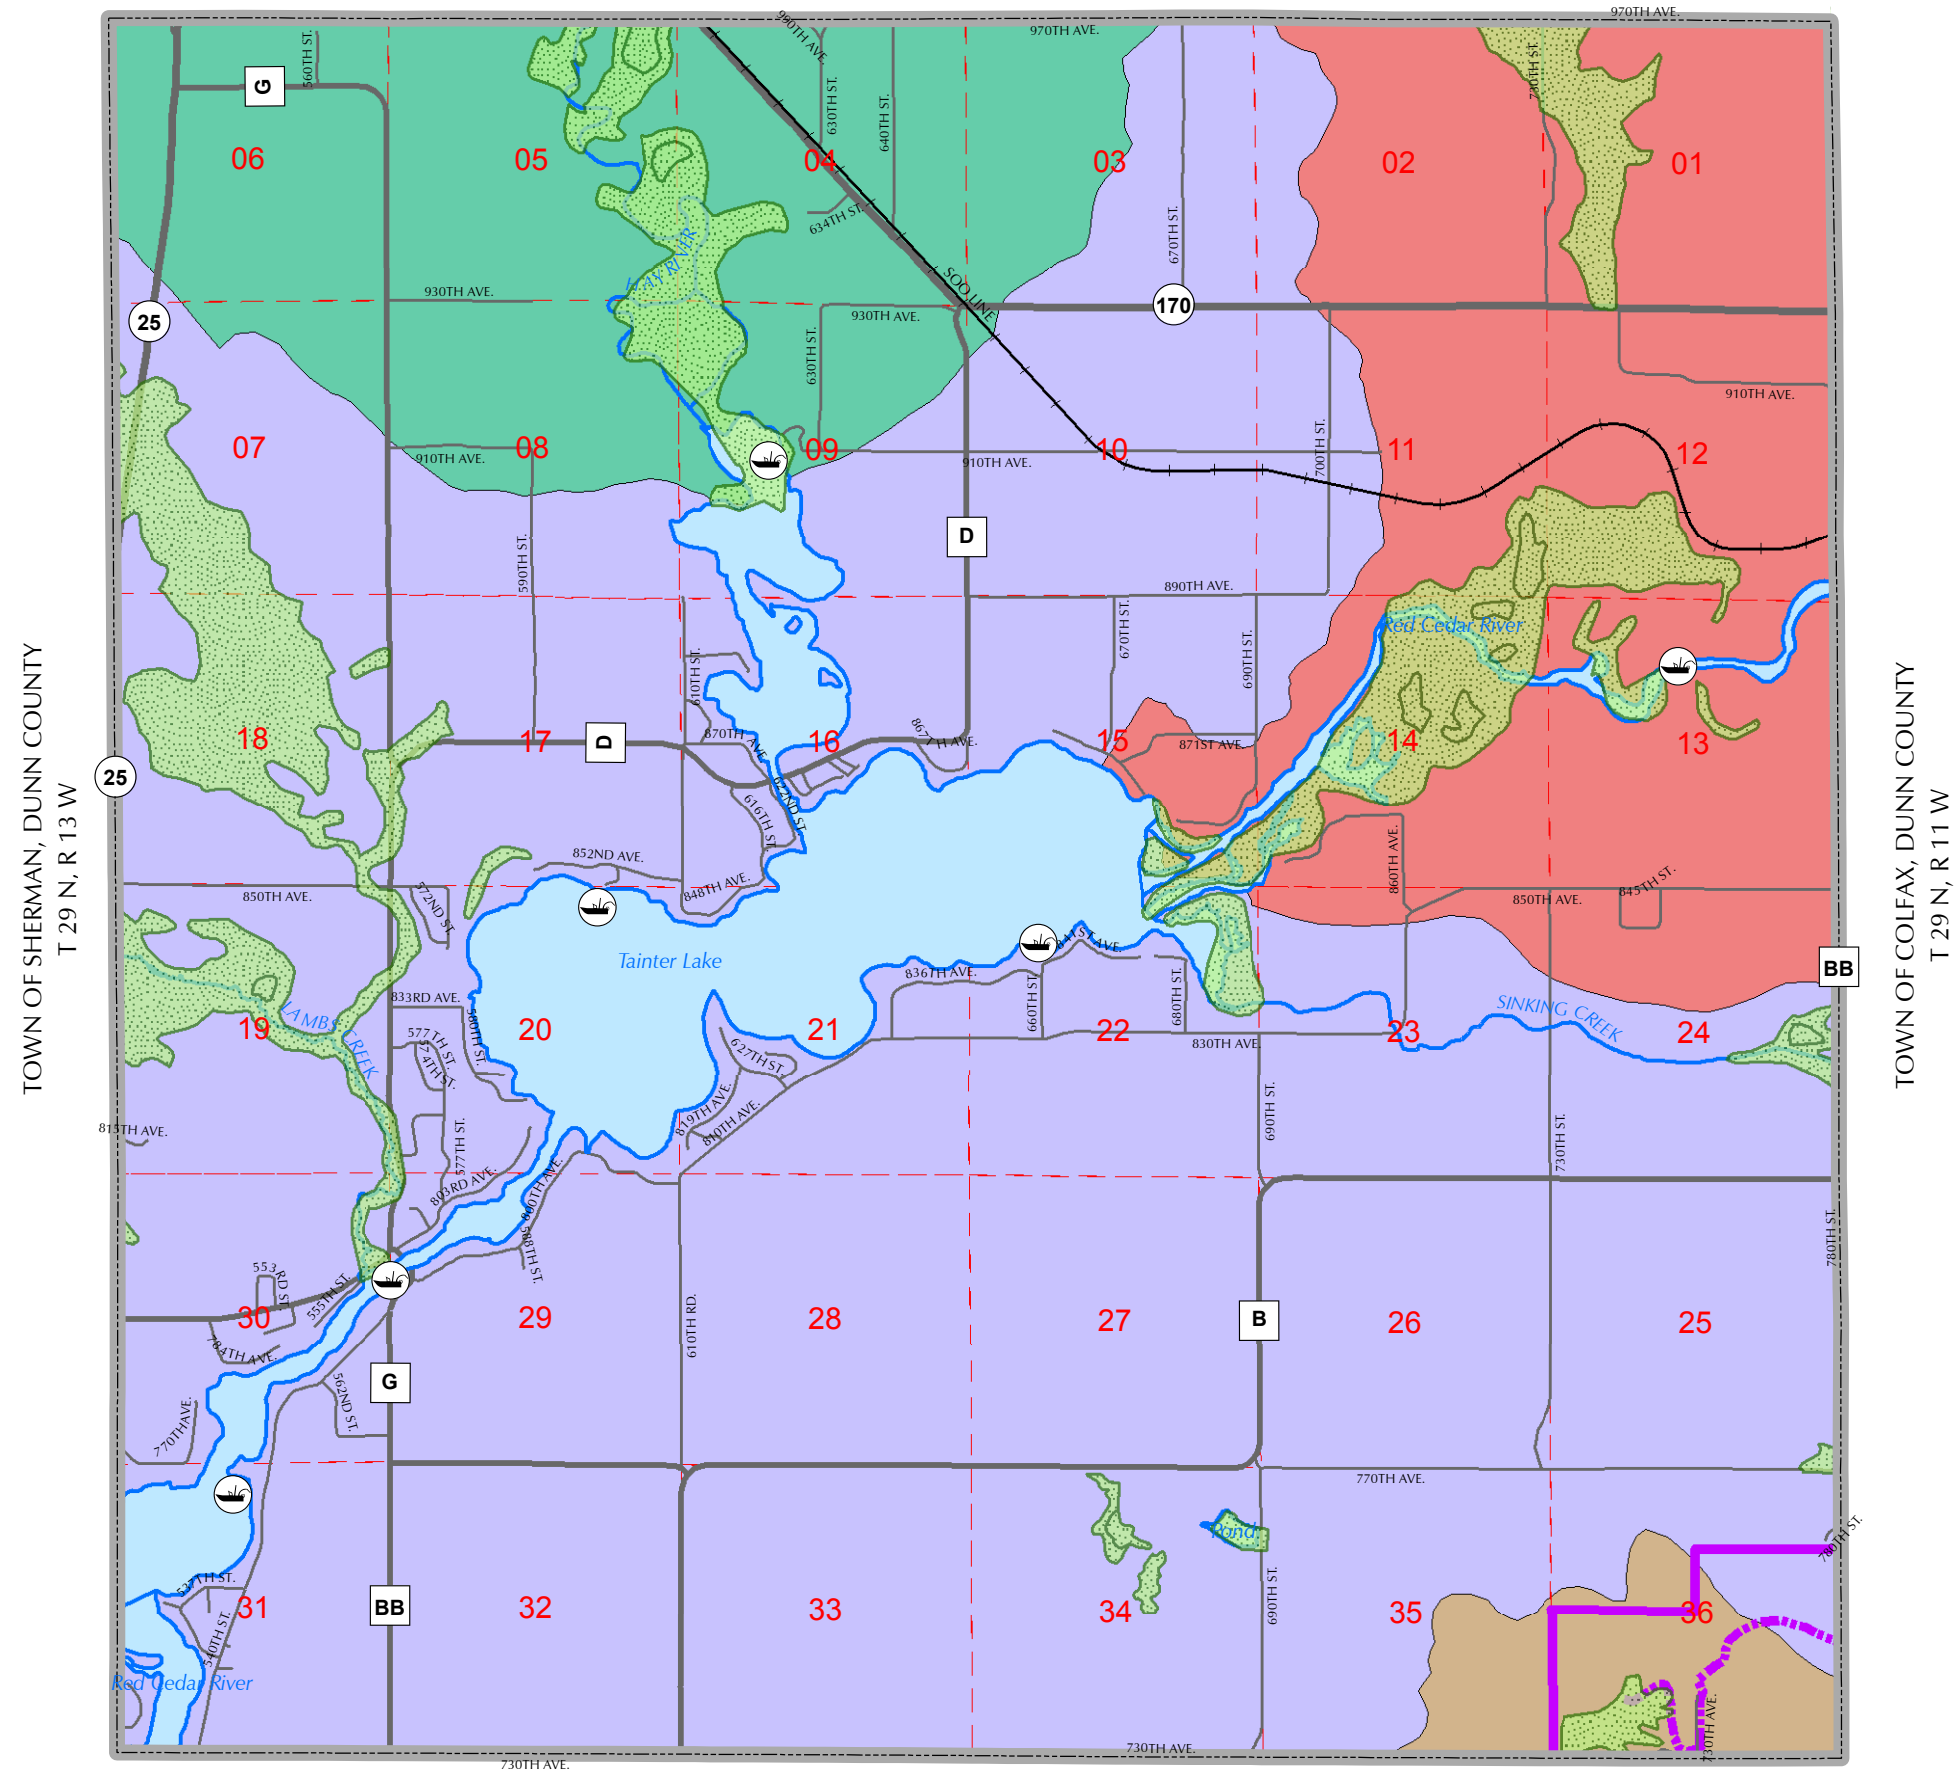 970TH AVE.
990TH AVE.
970TH AVE.
560TH ST.
G
630TH ST.
640TH ST.
730TH ST.
06
05
04
03
02
01
634TH ST.
670TH ST.
HAY RIVER
SOO LINE
930TH AVE.
25
930TH AVE.
170
630TH ST.
910TH AVE.
07
08
09
10
11
12
910TH AVE.
910TH AVE.
700TH ST.
D
590TH ST.
890TH AVE.
670TH ST.
690TH ST.
Red Cedar River
610TH ST.
TOWN OF SHERMAN, DUNN COUNTY
T 29 N, R 13 W
TOWN OF COLFAX, DUNN COUNTY
T 29 N, R 11 W
18
17
D
870TH AVE.
16
867TH AVE.
15
871ST AVE.
14
13
25
622ND ST.
616TH ST.
852ND AVE.
848TH AVE.
860TH AVE.
850TH AVE.
572ND ST.
850TH AVE.
845TH ST.
Tainter Lake
841ST AVE.
836TH AVE.
660TH ST.
680TH ST.
BB
833RD AVE.
580TH ST.
SINKING CREEK
LAMBS CREEK
19
20
21
22
23
24
577TH ST.
574TH ST.
627TH ST.
830TH AVE.
819TH AVE.
810TH AVE.
690TH ST.
730TH ST.
815TH AVE.
577TH ST.
803RD AVE.
800TH AVE.
588TH ST.
780TH ST.
553RD ST.
555TH ST.
30
29
28
27
B
26
25
610TH RD.
784TH AVE.
G
562ND ST.
770TH AVE.
770TH AVE.
Pond
780TH ST.
537TH ST.
31
BB
32
33
34
690TH ST.
35
36
540TH ST.
Red Cedar River
730TH AVE.
730TH AVE.
730TH AVE.